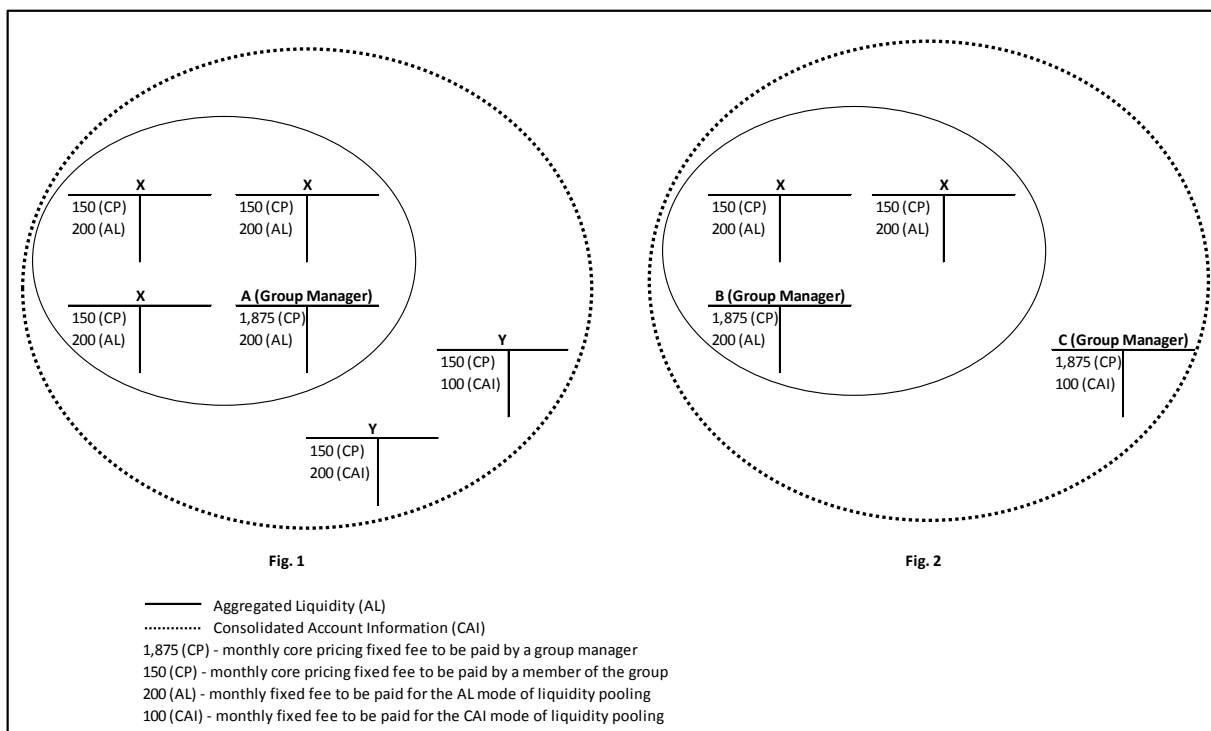 X
150 (CP)
200 (AL)
X
150 (CP)
200 (AL)
X
150 (CP)
200 (AL)
A (Group Manager)
1,875 (CP)
200 (AL)
Y
150 (CP)
100 (CAI)
Y
150 (CP)
200 (CAI)
Fig. 1
X
150 (CP)
200 (AL)
X
150 (CP)
200 (AL)
B (Group Manager)
1,875 (CP)
200 (AL)
C (Group Manager)
1,875 (CP)
100 (CAI)
Fig. 2
Aggregated Liquidity (AL)
Consolidated Account Information (CAI)
1,875 (CP) - monthly core pricing fixed fee to be paid by a group manager
150 (CP) - monthly core pricing fixed fee to be paid by a member of the group
200 (AL) - monthly fixed fee to be paid for the AL mode of liquidity pooling
100 (CAI) - monthly fixed fee to be paid for the CAI mode of liquidity pooling